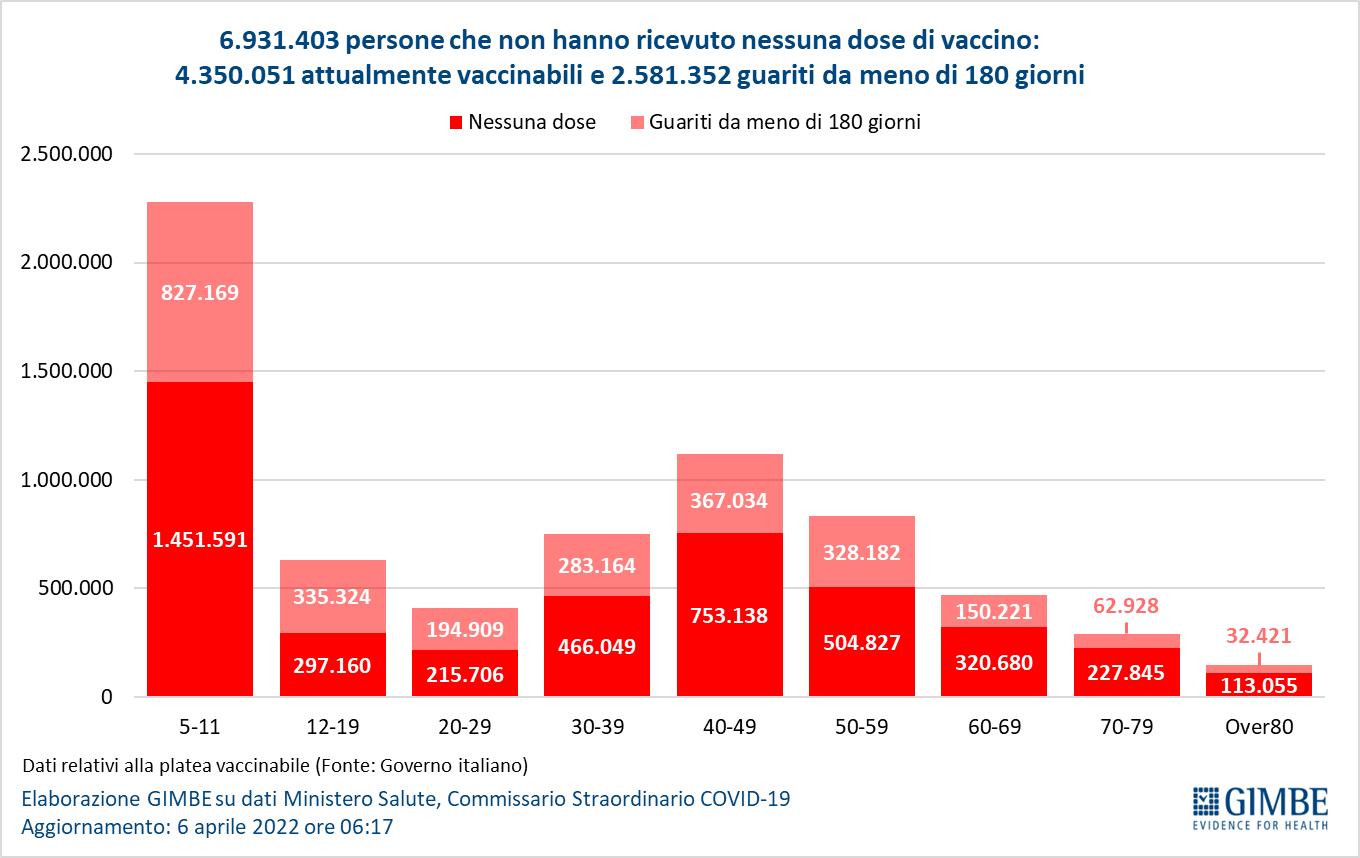 6.931.403 persone che non hanno ricevuto nessuna dose di vaccino:
4.350.051 attualmente vaccinabili e 2.581.352 guariti da meno di 180 giorni
Nessuna dose Guariti da meno di 180 giorni
2.500.000
2.000.000
1.500.000
1.000.000
500.000
0
827.169
1.451.591
335.324
297.160
194.909
215.706
283.164
466.049
367.034
753.138
328.182
504.827
150.221
320.680
62.928
227.845
32.421
113.055
5-11 12-19 20-29 30-39 40-49 50-59 60-69 70-79 Over80
Dati relativi alla platea vaccinabile (Fonte: Governo italiano)
Elaborazione GIMBE su dati Ministero Salute, Commissario Straordinario COVID-19
Aggiornamento: 6 aprile 2022 ore 06:17
GIMBE
EVIDENCE FOR HEALTH